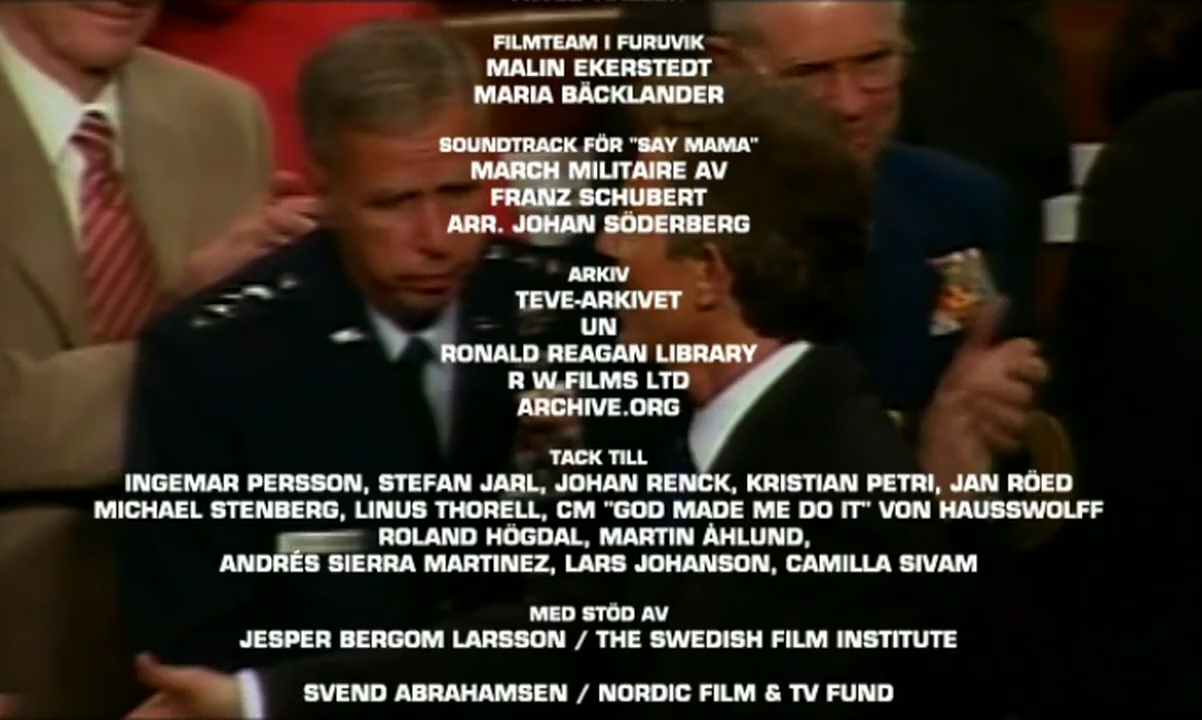 FILMTEAM I FURUVIK
MALIN EKERSTEDT
MARIA BÄCKLANDER
SOUNDTRACK FÖR "SAY MAMA"
MARCH MILITAIRE AV
FRANZ SCHUBERT
ARR. JOHAN SÖDERBERG
ARKIV
TEVE-ARKIVET
UN
RONALD REAGAN LIBRARY
R W FILMS LTD
ARCHIVE.ORG
TACK TILL
INGEMAR PERSSON, STEFAN JARL, JOHAN RENCK, KRISTIAN PETRI, JAN RÖED
MICHAEL STENBERG, LINUS THORELL, CM "GOD MADE ME DO IT" VON HAUSSWOLFF
ROLAND HÖGDAL, MARTIN ÅHLUND,
ANDRÉS SIERRA MARTINEZ, LARS JOHANSON, CAMILLA SIVAM
MED STÖD AV
JESPER BERGOM LARSSON / THE SWEDISH FILM INSTITUTE
SVEND ABRAHAMSEN / NORDIC FILM & TV FUND